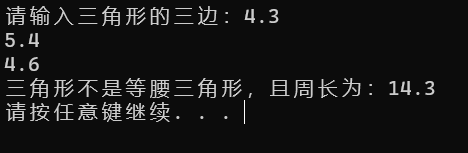 请输入三角形的三边：4.3
5.4
4.6
三角形不是等腰三角形，且周长为：14.3
请按任意键继续. . .